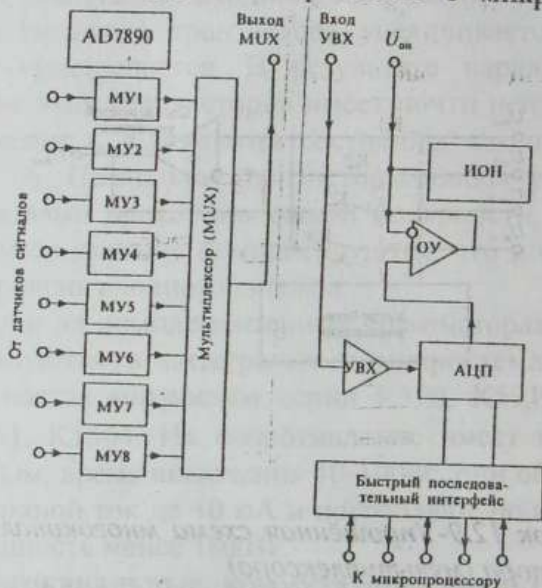 AD7890
Выход MUX
Вход УВХ
Uоп
От датчиков сигналов
МУ1
МУ2
МУ3
МУ4
МУ5
МУ6
МУ7
МУ8
Мультиплексор (MUX)
ИОН
ОУ
УВХ
АЦП
Быстрый последова-
тельный интерфейс
К микропроцессору